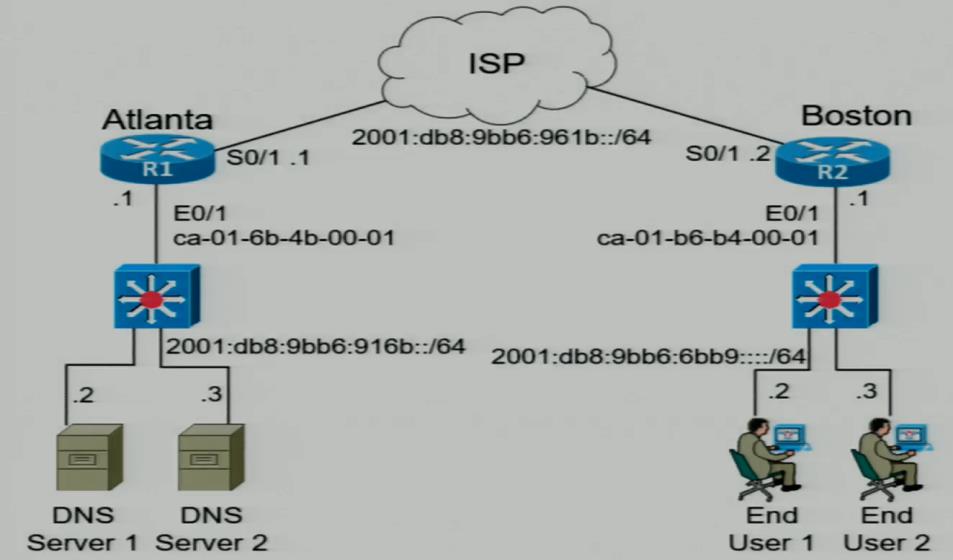 ISP
Atlanta
Boston
2001:db8:9bb6:961b::/64
R1
S0/1 .1
S0/1 .2
R2
.1
.1
E0/1
ca-01-6b-4b-00-01
E0/1
ca-01-b6-b4-00-01
2001:db8:9bb6:916b::/64
2001:db8:9bb6:6bb9::::/64
.2
.3
.2
.3
DNS
Server 1
DNS
Server 2
End
User 1
End
User 2